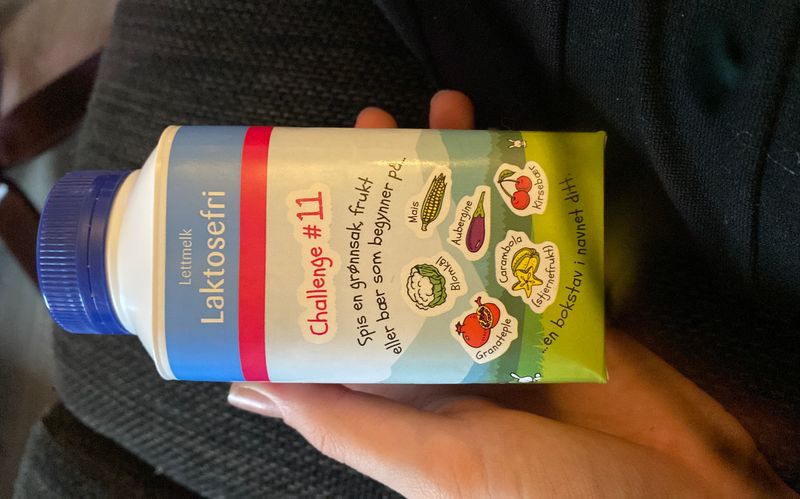 Lettmelk
Laktosefri
Challenge #11
Spis en grønnsak, frukt
eller bær som begynner på...
Mais
Aubergine
Kirsebær
Blomkål
Carambola
(stjernefrukt)
Granateple
...en bokstav i navnet ditt.